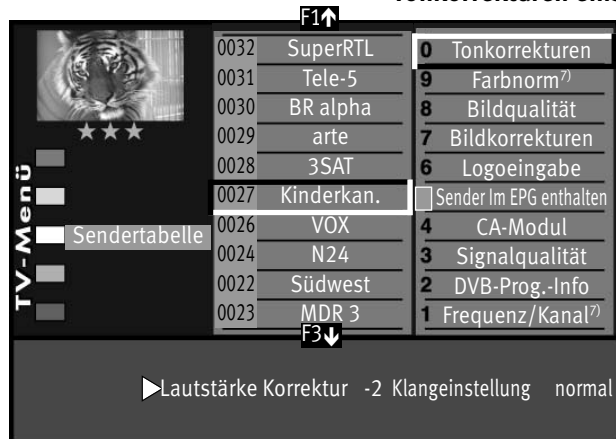 F1
0032 SuperRTL
0031 Tele-5
0030 BR alpha
0029 arte
0028 3SAT
0027 Kinderkan.
0026 VOX
0024 N24
0022 Südwest
0023 MDR 3
F3
0 Tonkorrekturen
9 Farbnorm7)
8 Bildqualität
7 Bildkorrekturen
6 Logoeingabe
Sender Im EPG enthalten
4 CA-Modul
3 Signalqualität
2 DVB-Prog.-Info
1 Frequenz/Kanal7)
TV-Menü
Sendertabelle
Lautstärke Korrektur -2 Klangeinstellung normal